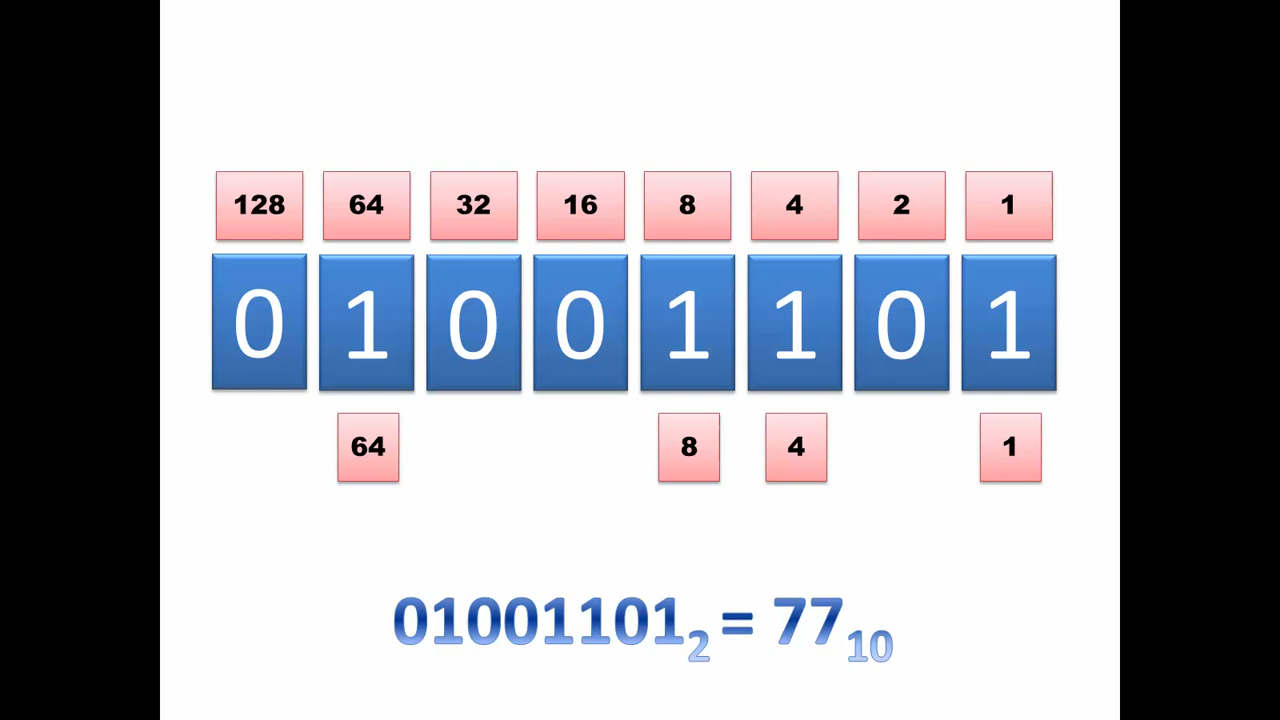 128 64 32 16 8 4 2 1
0 1 0 0 1 1 0 1
64 8 4 1
01001101₂ = 77₁₀